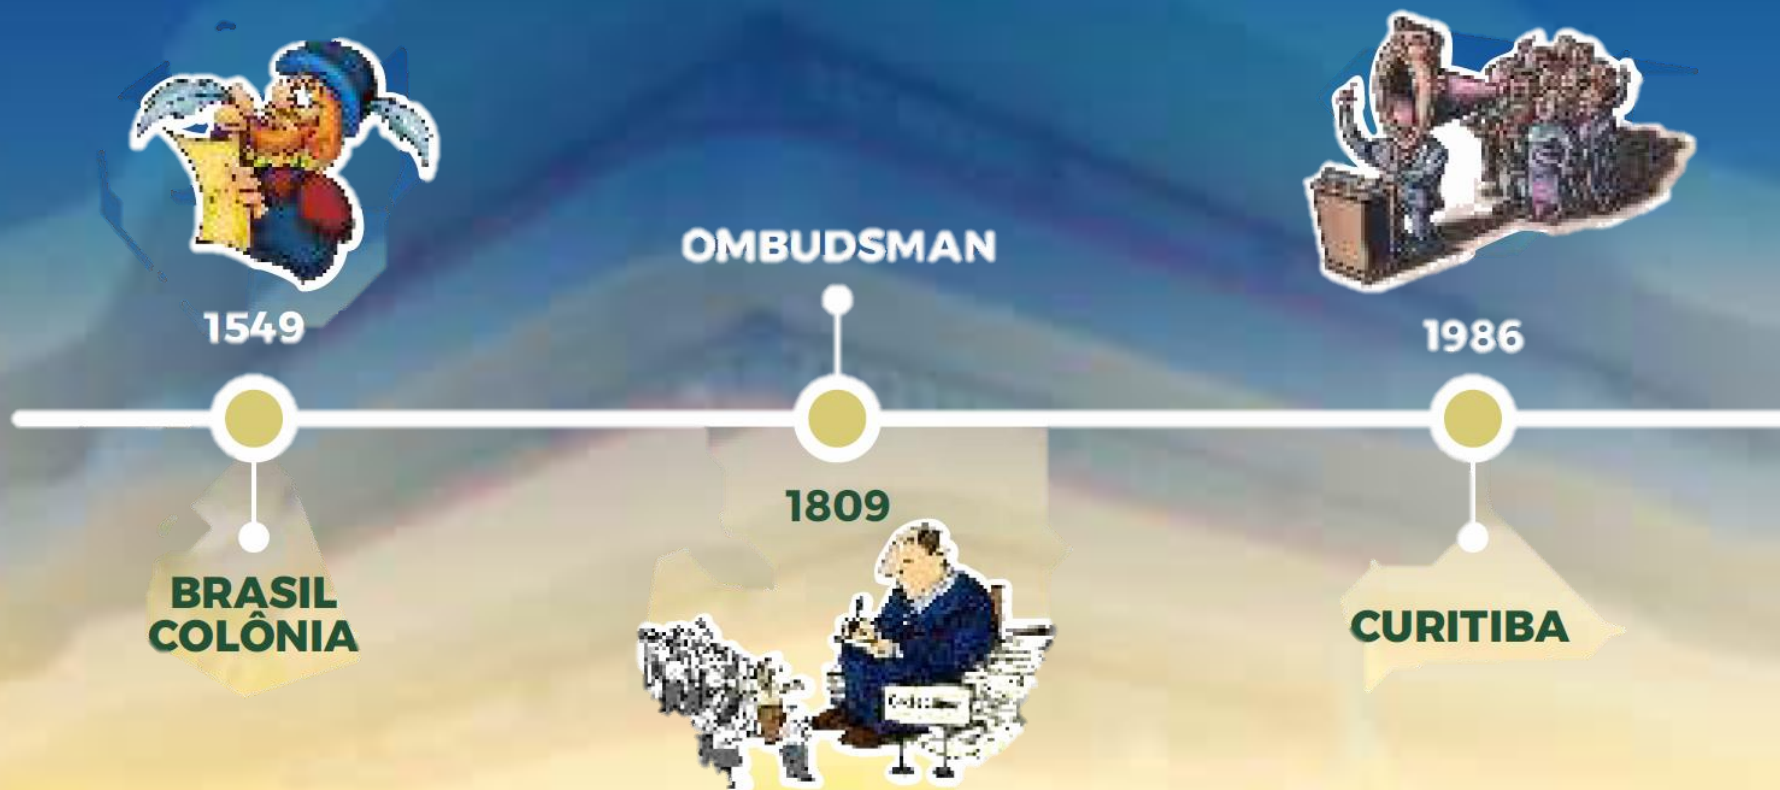 1549
BRASIL
COLÔNIA
OMBUDSMAN
1809
1986
CURITIBA